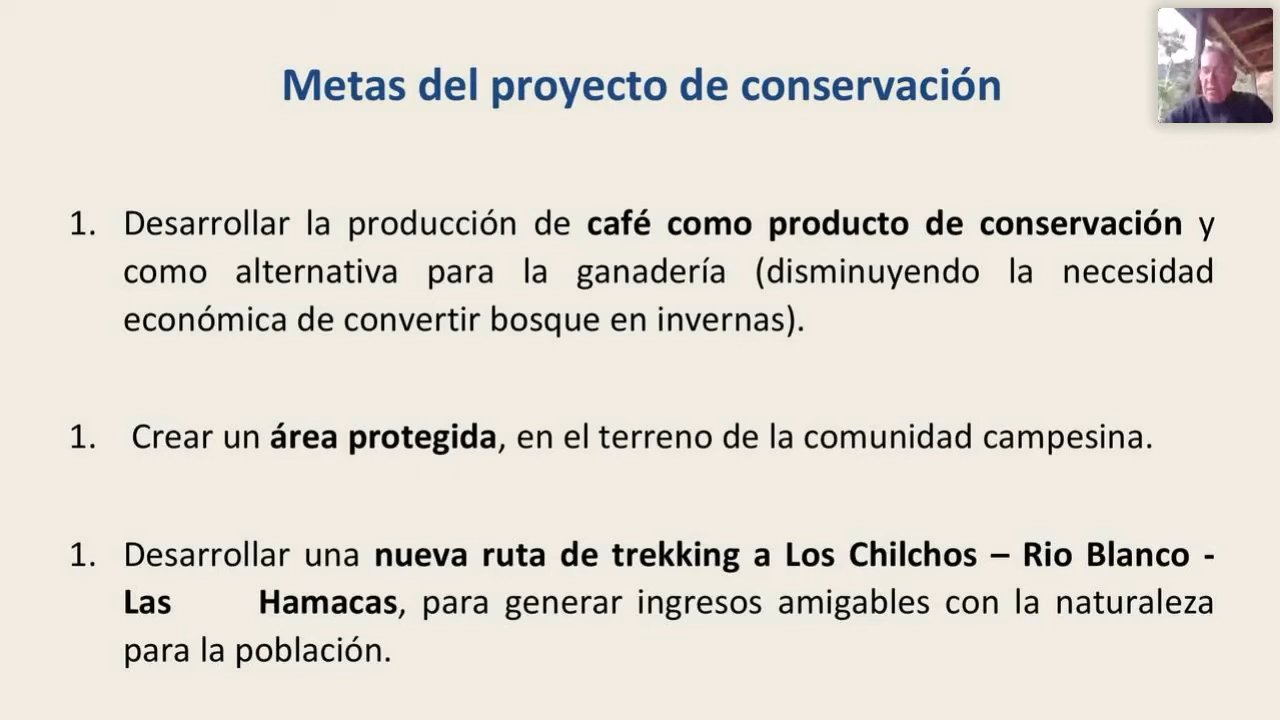 Metas del proyecto de conservación
1. Desarrollar la producción de café como producto de conservación y
como alternativa para la ganadería (disminuyendo la necesidad
económica de convertir bosque en invernas).
1. Crear un área protegida, en el terreno de la comunidad campesina.
1. Desarrollar una nueva ruta de trekking a Los Chilchos – Rio Blanco -
Las Hamacas, para generar ingresos amigables con la naturaleza
para la población.